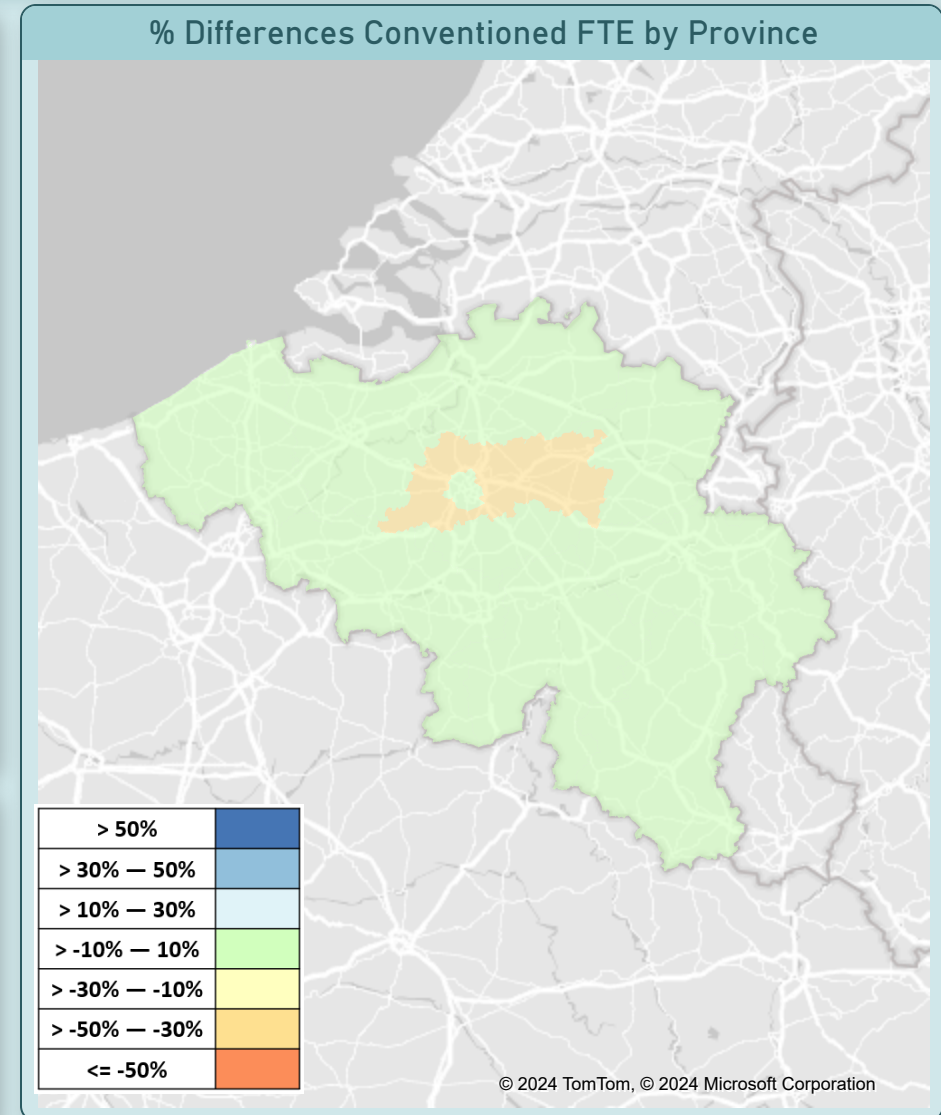 % Differences Conventioned FTE by Province
> 50%
> 30% — 50%
> 10% — 30%
> -10% — 10%
> -30% — -10%
> -50% — -30%
<= -50%
© 2024 TomTom, © 2024 Microsoft Corporation